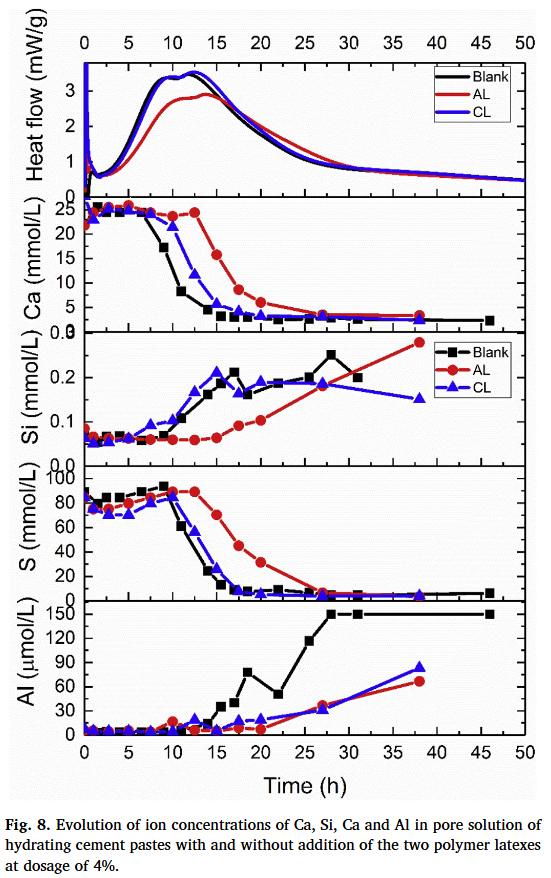 0 5 10 15 20 25 30 35 40 45 50
Heat flow (mW/g)
3
2
1
0
Blank
AL
CL
Ca (mmol/L)
25
20
15
10
5
Si (mmol/L)
0.3
0.2
0.1
0.0
Blank
AL
CL
S (mmol/L)
100
80
60
40
20
0
Al (μmol/L)
150
120
90
60
30
0
0 5 10 15 20 25 30 35 40 45 50
Time (h)
Fig. 8. Evolution of ion concentrations of Ca, Si, Ca and Al in pore solution of
hydrating cement pastes with and without addition of the two polymer latexes
at dosage of 4%.